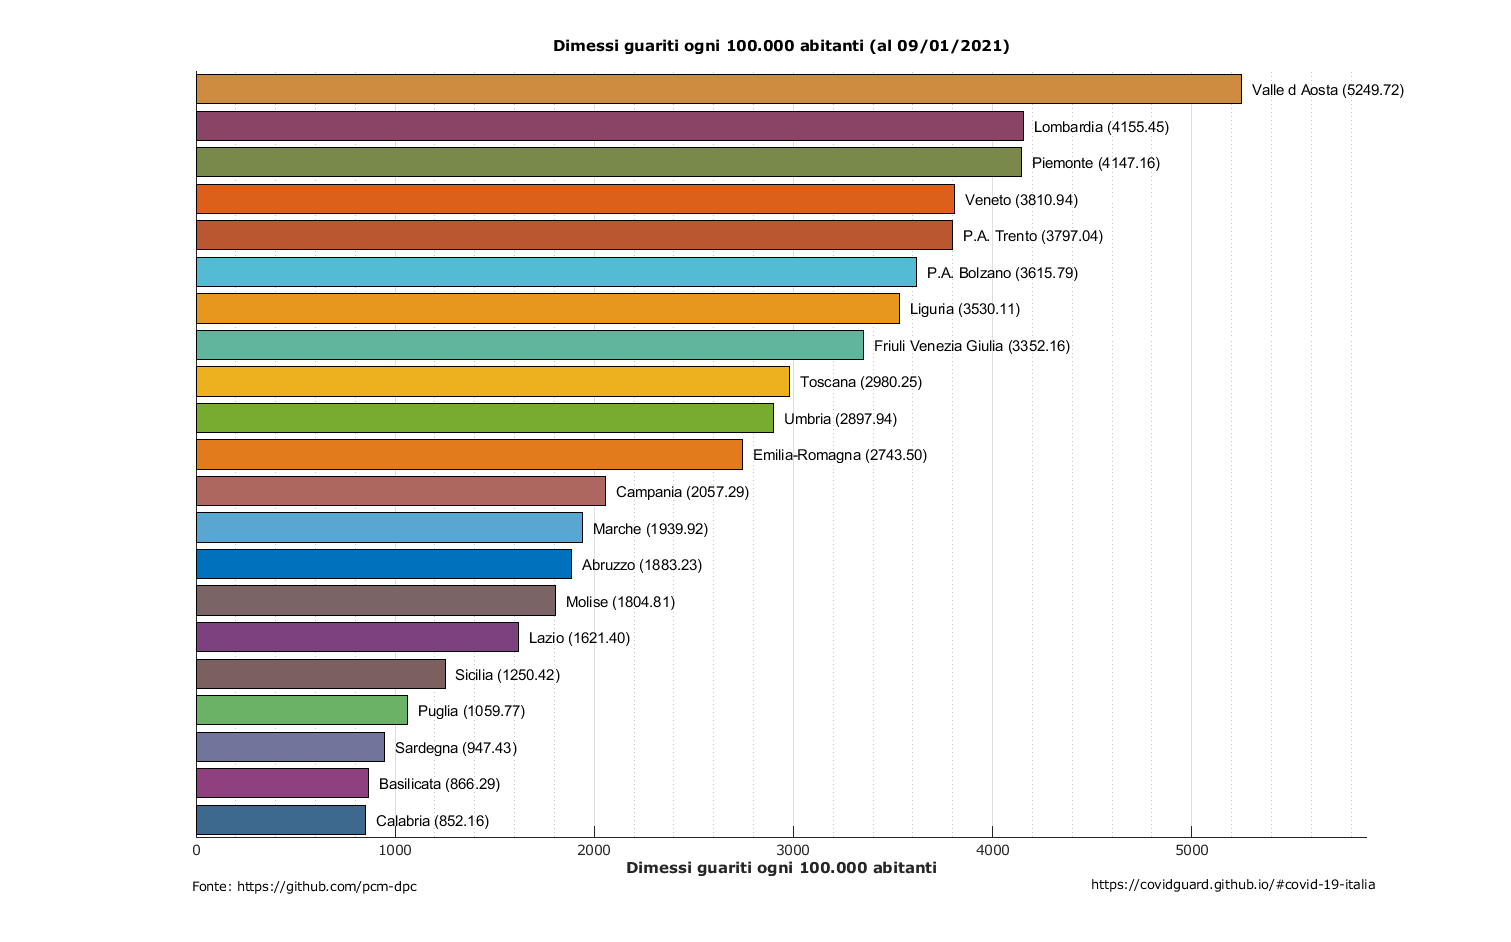 Dimessi guariti ogni 100.000 abitanti (al 09/01/2021)
Valle d Aosta (5249.72)
Lombardia (4155.45)
Piemonte (4147.16)
Veneto (3810.94)
P.A. Trento (3797.04)
P.A. Bolzano (3615.79)
Liguria (3530.11)
Friuli Venezia Giulia (3352.16)
Toscana (2980.25)
Umbria (2897.94)
Emilia-Romagna (2743.50)
Campania (2057.29)
Marche (1939.92)
Abruzzo (1883.23)
Molise (1804.81)
Lazio (1621.40)
Sicilia (1250.42)
Puglia (1059.77)
Sardegna (947.43)
Basilicata (866.29)
Calabria (852.16)
0 1000 2000 3000 4000 5000
Dimessi guariti ogni 100.000 abitanti
Fonte: https://github.com/pcm-dpc
https://covidguard.github.io/#covid-19-italia